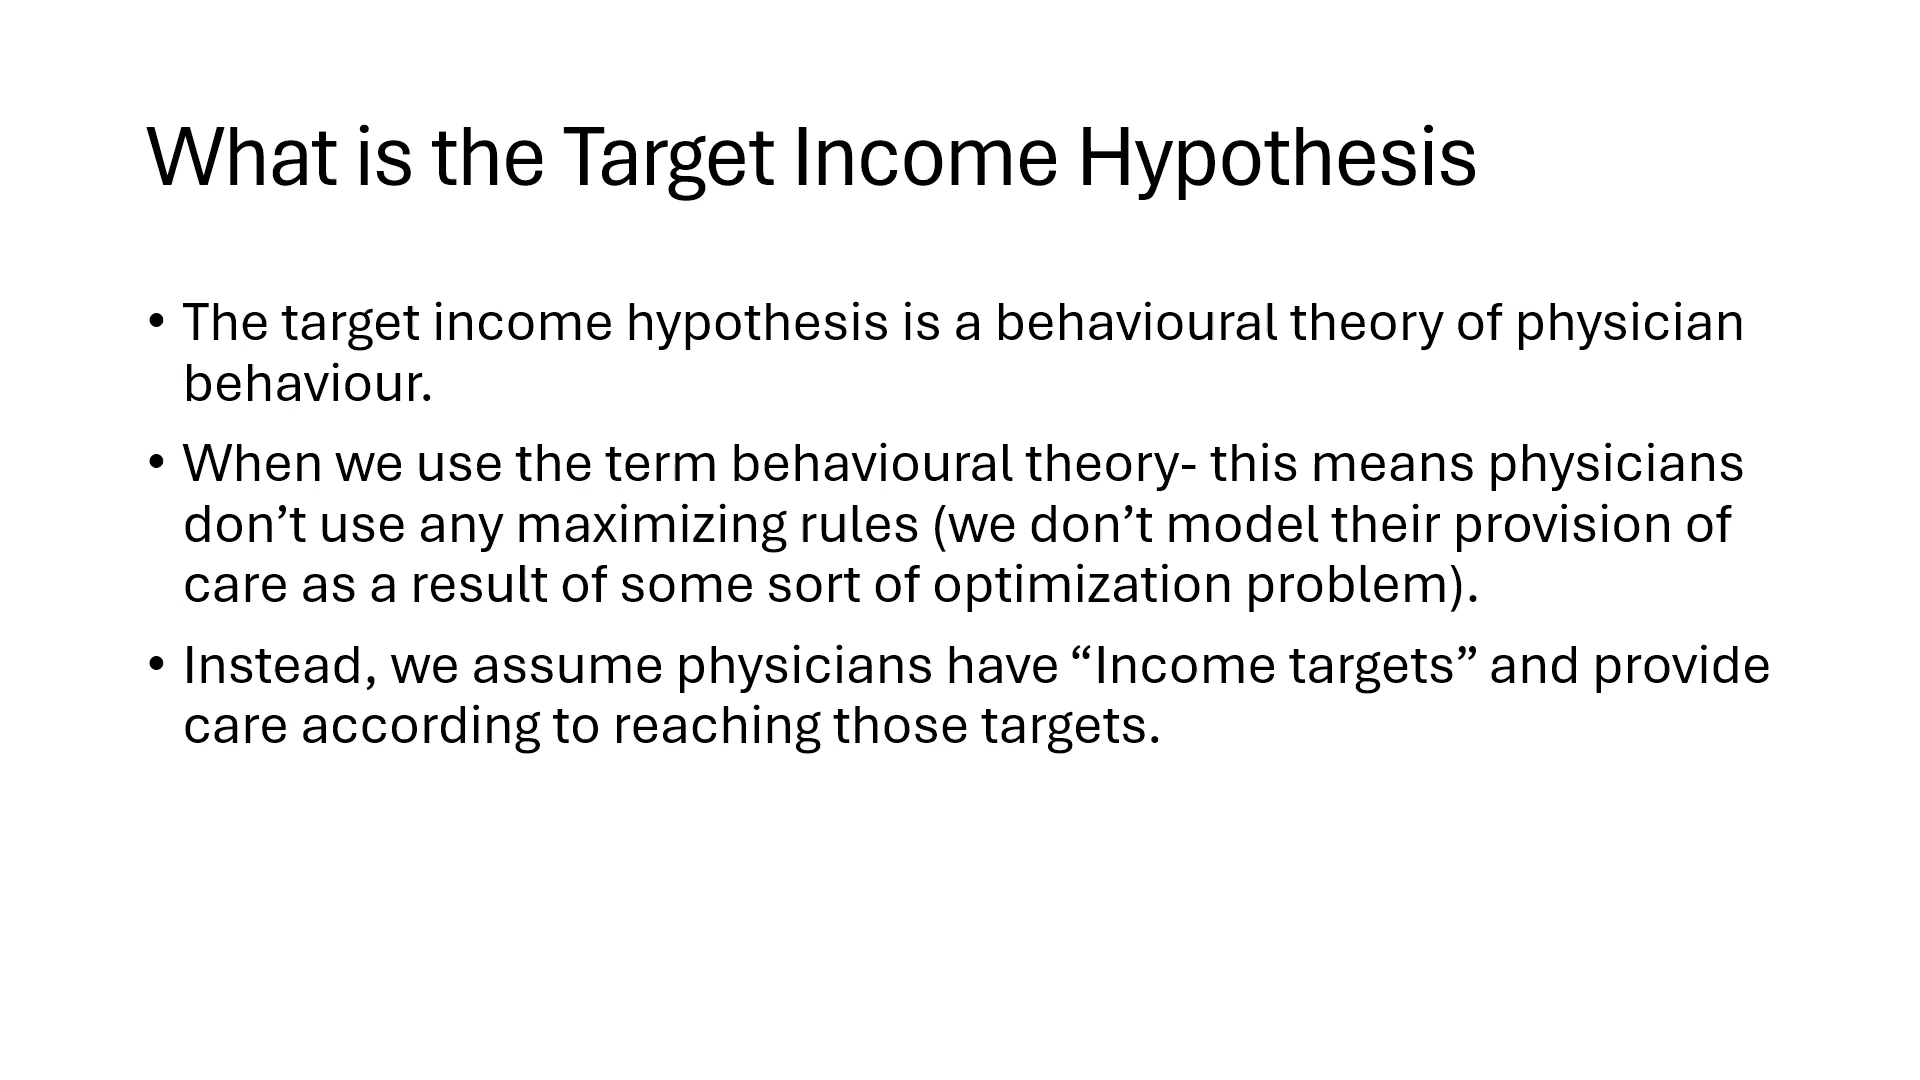 What is the Target Income Hypothesis
• The target income hypothesis is a behavioural theory of physician
behaviour.
• When we use the term behavioural theory- this means physicians
don’t use any maximizing rules (we don’t model their provision of
care as a result of some sort of optimization problem).
• Instead, we assume physicians have “Income targets” and provide
care according to reaching those targets.